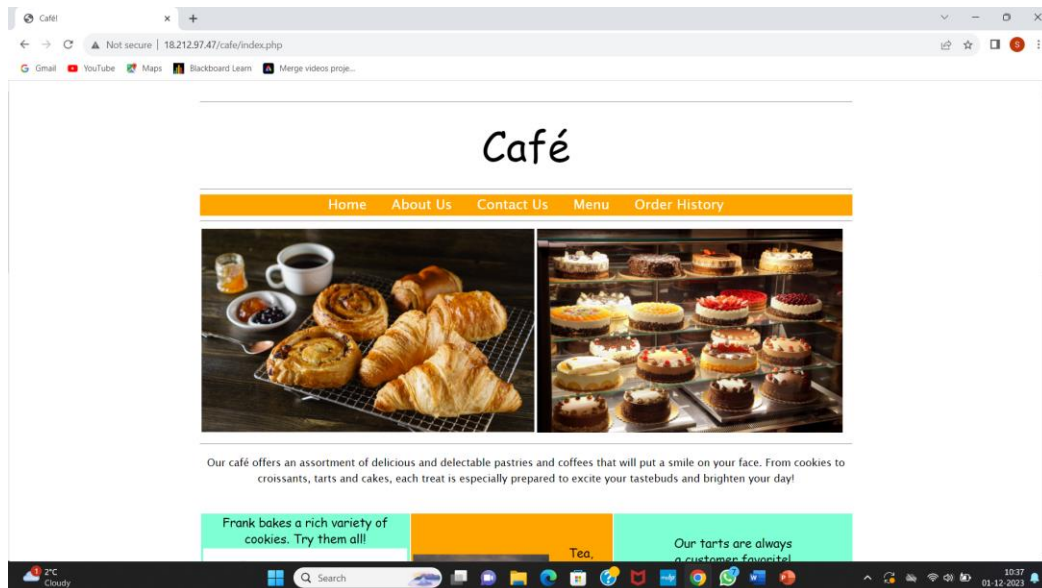 Café!
Not secure | 18.212.97.47/cafe/index.php
S
Gmail YouTube Maps Blackboard Learn Merge videos proje...
Café
Home About Us Contact Us Menu Order History
Our café offers an assortment of delicious and delectable pastries and coffees that will put a smile on your face. From cookies to
croissants, tarts and cakes, each treat is especially prepared to excite your tastebuds and brighten your day!
Frank bakes a rich variety of
cookies. Try them all!
Tea,
Our tarts are always
a customer favorite!
1
2°C
Cloudy
Search
10:37
01-12-2023